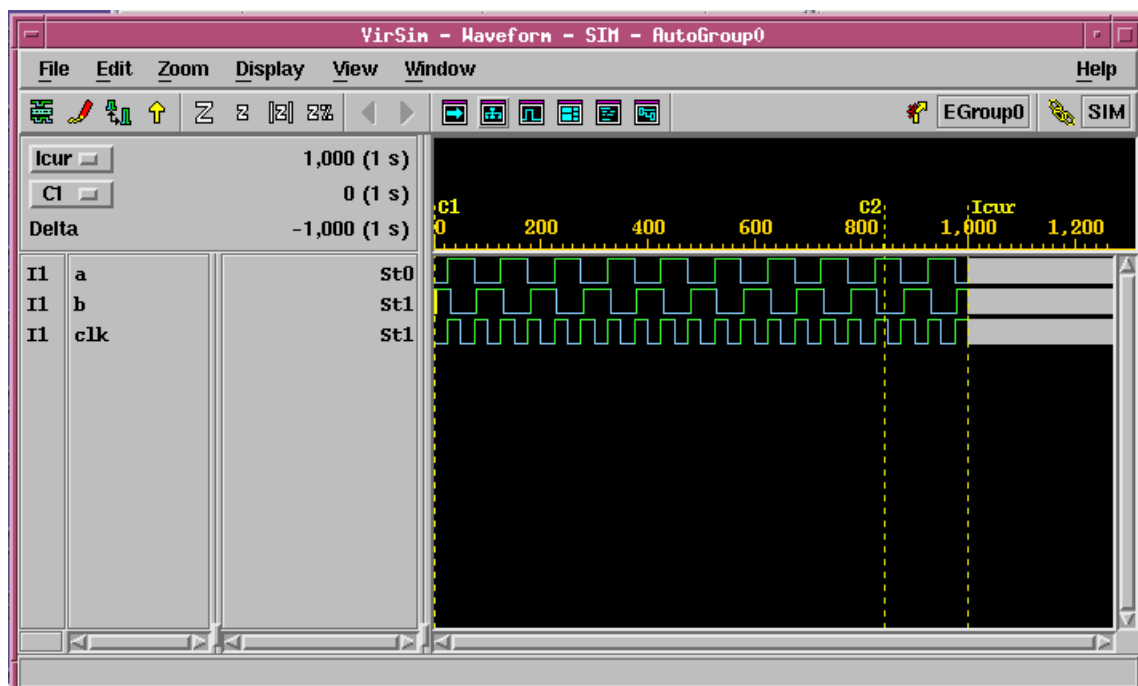 VirSim - Waveform - SIM - AutoGroup0
File Edit Zoom Display View Window Help
Z Z |Z| Z% EGroup0 SIM
Icur 1,000 (1 s)
C1 0 (1 s)
Delta -1,000 (1 s)
C1 C2 Icur
0 200 400 600 800 1,000 1,200
I1 a St0
I1 b St1
I1 clk St1